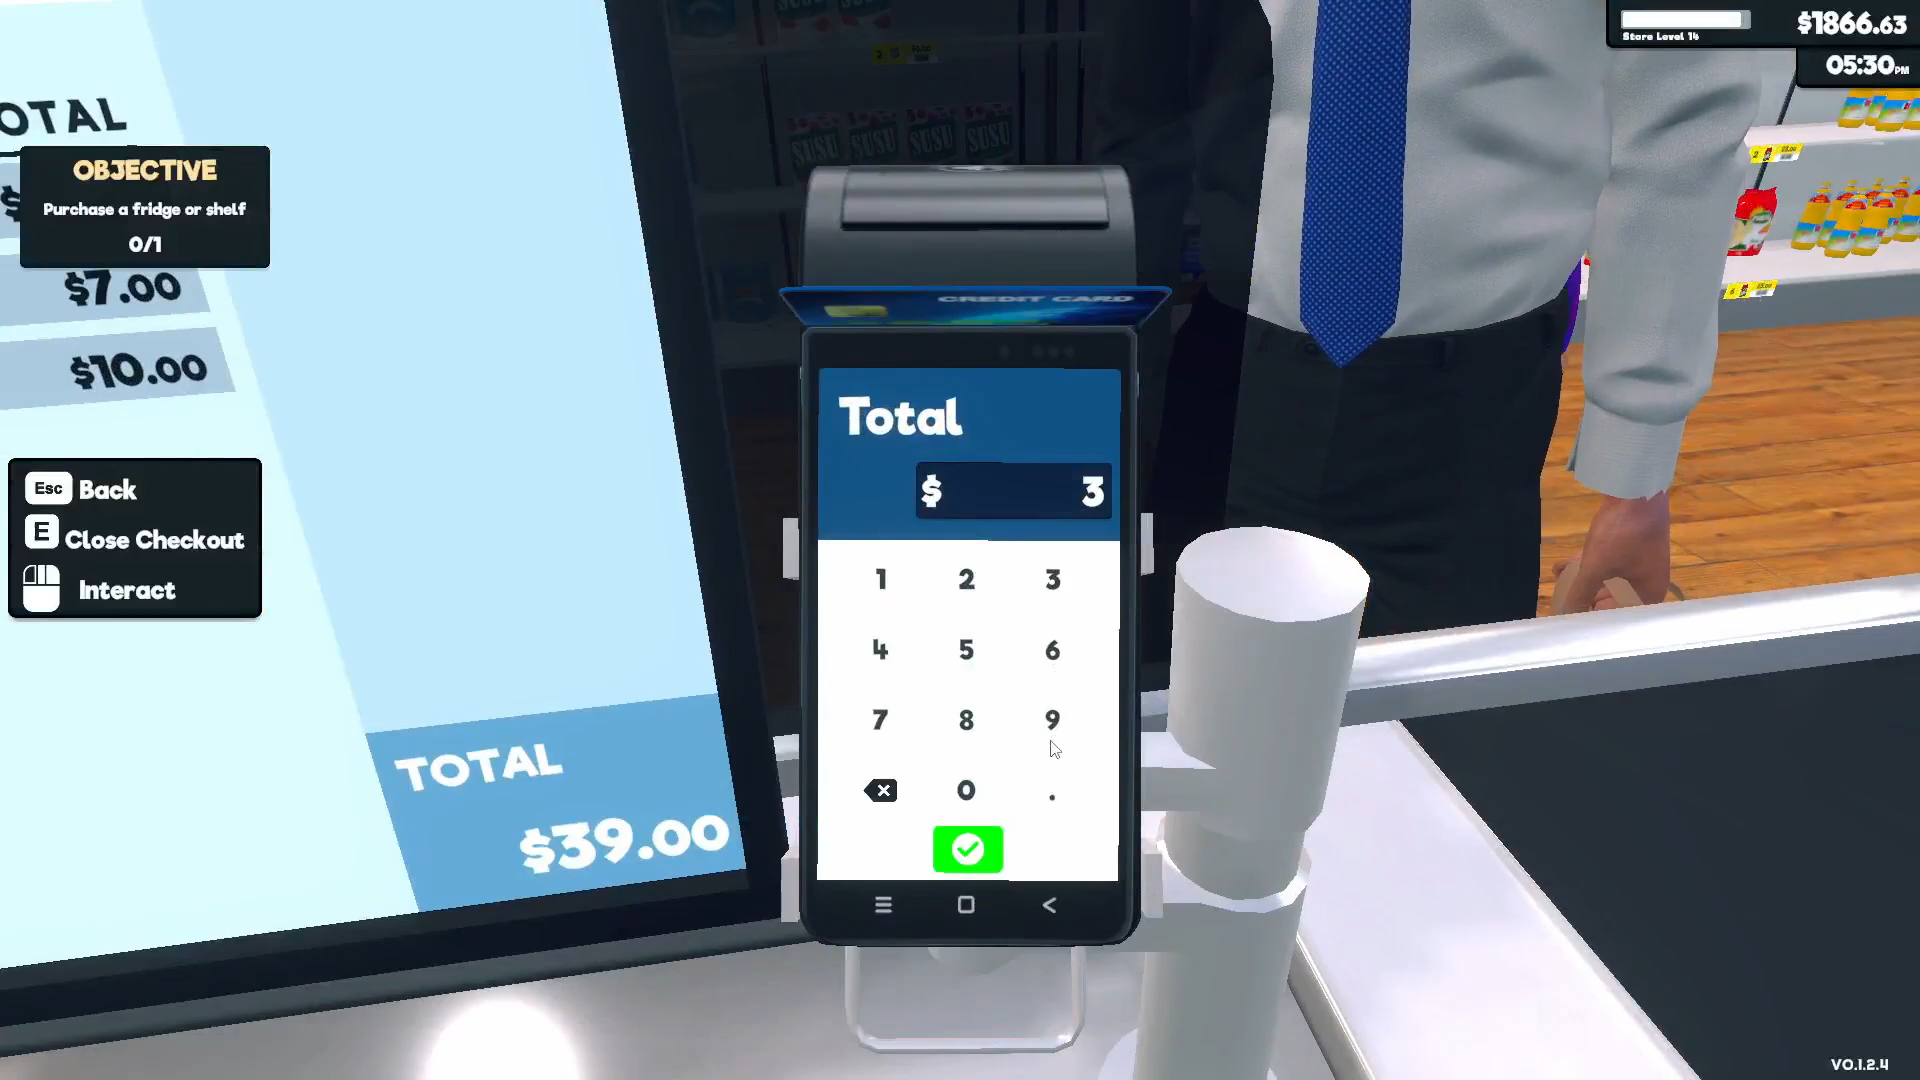 $1866.63
Store Level 14
05:30PM
OTAL
OBJECTIVE
Purchase a fridge or shelf
0/1
$
$7.00
$10.00
Esc Back
E Close Checkout
Interact
TOTAL
$39.00
SUSU SUSU SUSU SUSU
CREDIT CARD
Total
$ 3
1 2 3
4 5 6
7 8 9
0 .
V0.1.2.4